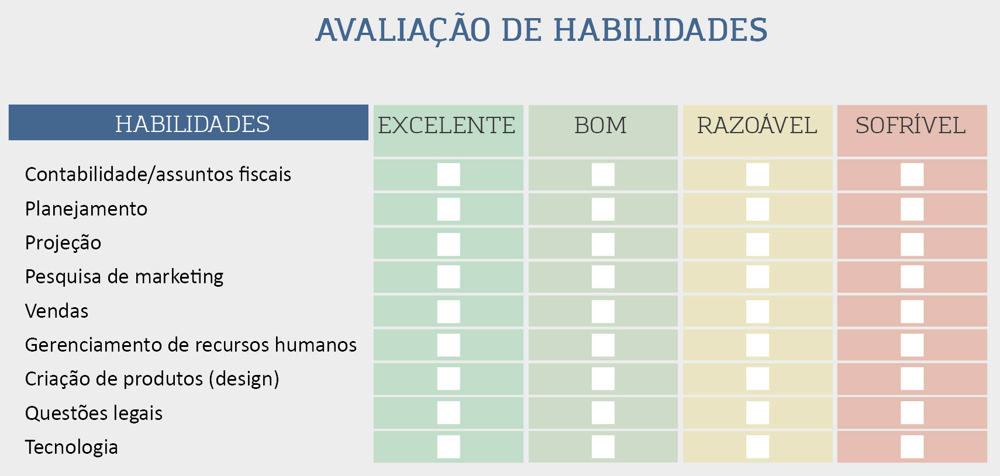 AVALIAÇÃO DE HABILIDADES
HABILIDADES EXCELENTE BOM RAZOÁVEL SOFRÍVEL
Contabilidade/assuntos fiscais
Planejamento
Projeção
Pesquisa de marketing
Vendas
Gerenciamento de recursos humanos
Criação de produtos (design)
Questões legais
Tecnologia